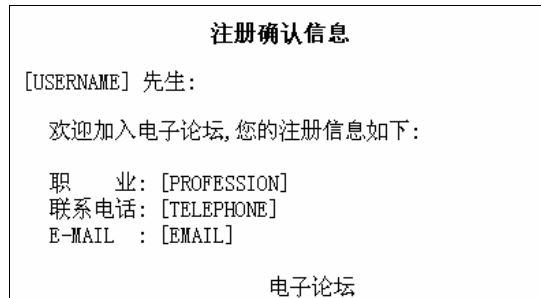 注册确认信息
[USERNAME] 先生:
欢迎加入电子论坛,您的注册信息如下:
职　　业: [PROFESSION]
联系电话: [TELEPHONE]
E-MAIL : [EMAIL]
电子论坛